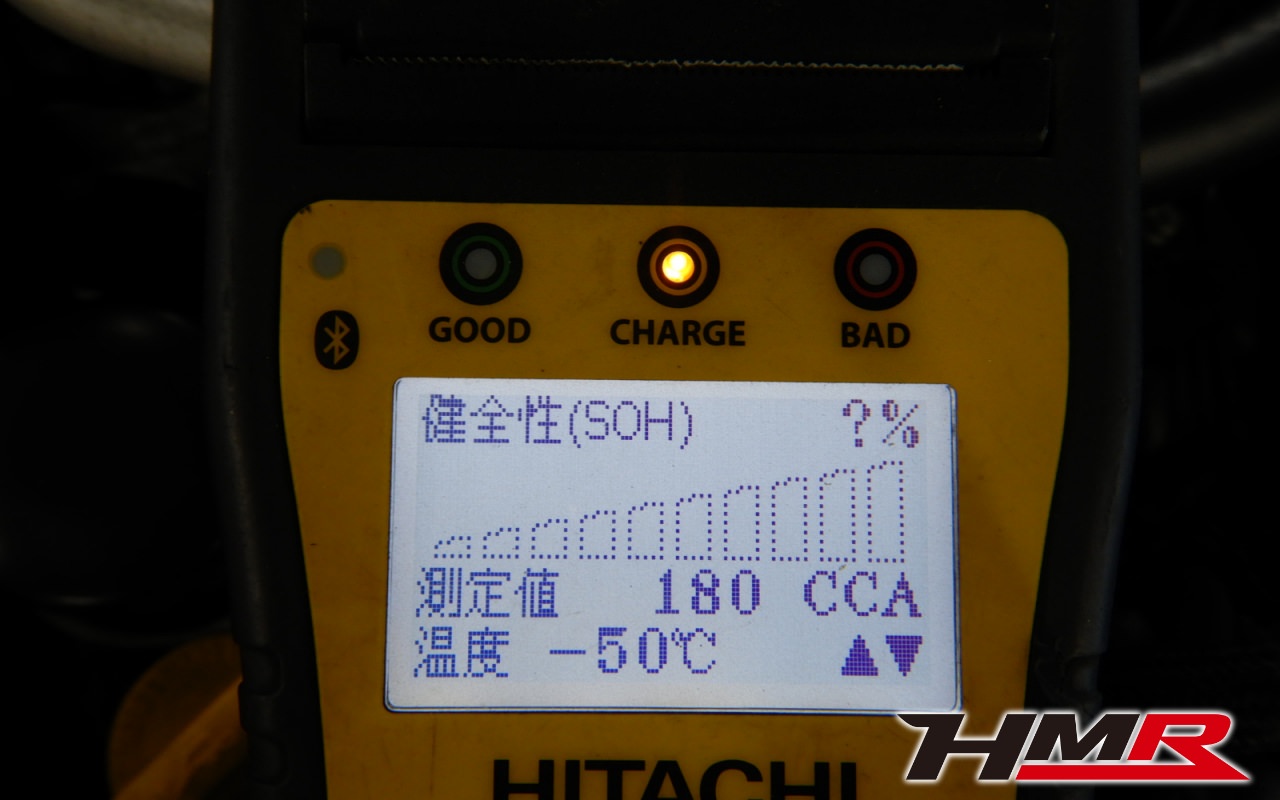 GOOD CHARGE BAD
健全性(SOH) ?%
測定値 180 CCA
温度 -50℃ ▲▼
HITACHI
HMR